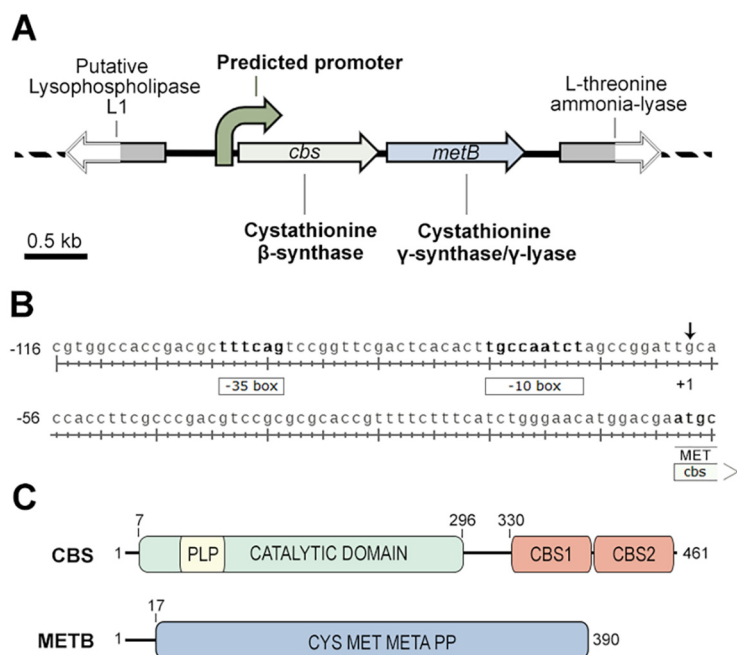 A
Putative
Lysophospholipase
L1
Predicted promoter
L-threonine
ammonia-lyase
cbs
metB
Cystathionine
β-synthase
Cystathionine
γ-synthase/γ-lyase
0.5 kb
B
-116 cgtggccaccgacgctttcagtccggttcgactcacacttgccaatctagccggattgca
-35 box
-10 box
+1
-56 ccaccttcgcccgacgtccgcgcgcaccgttttctttcatctgggaacatggacgaatgc
MET
cbs
C
7
296
330
CBS
1
PLP
CATALYTIC DOMAIN
CBS1
CBS2
461
17
METB
1
CYS MET META PP
390